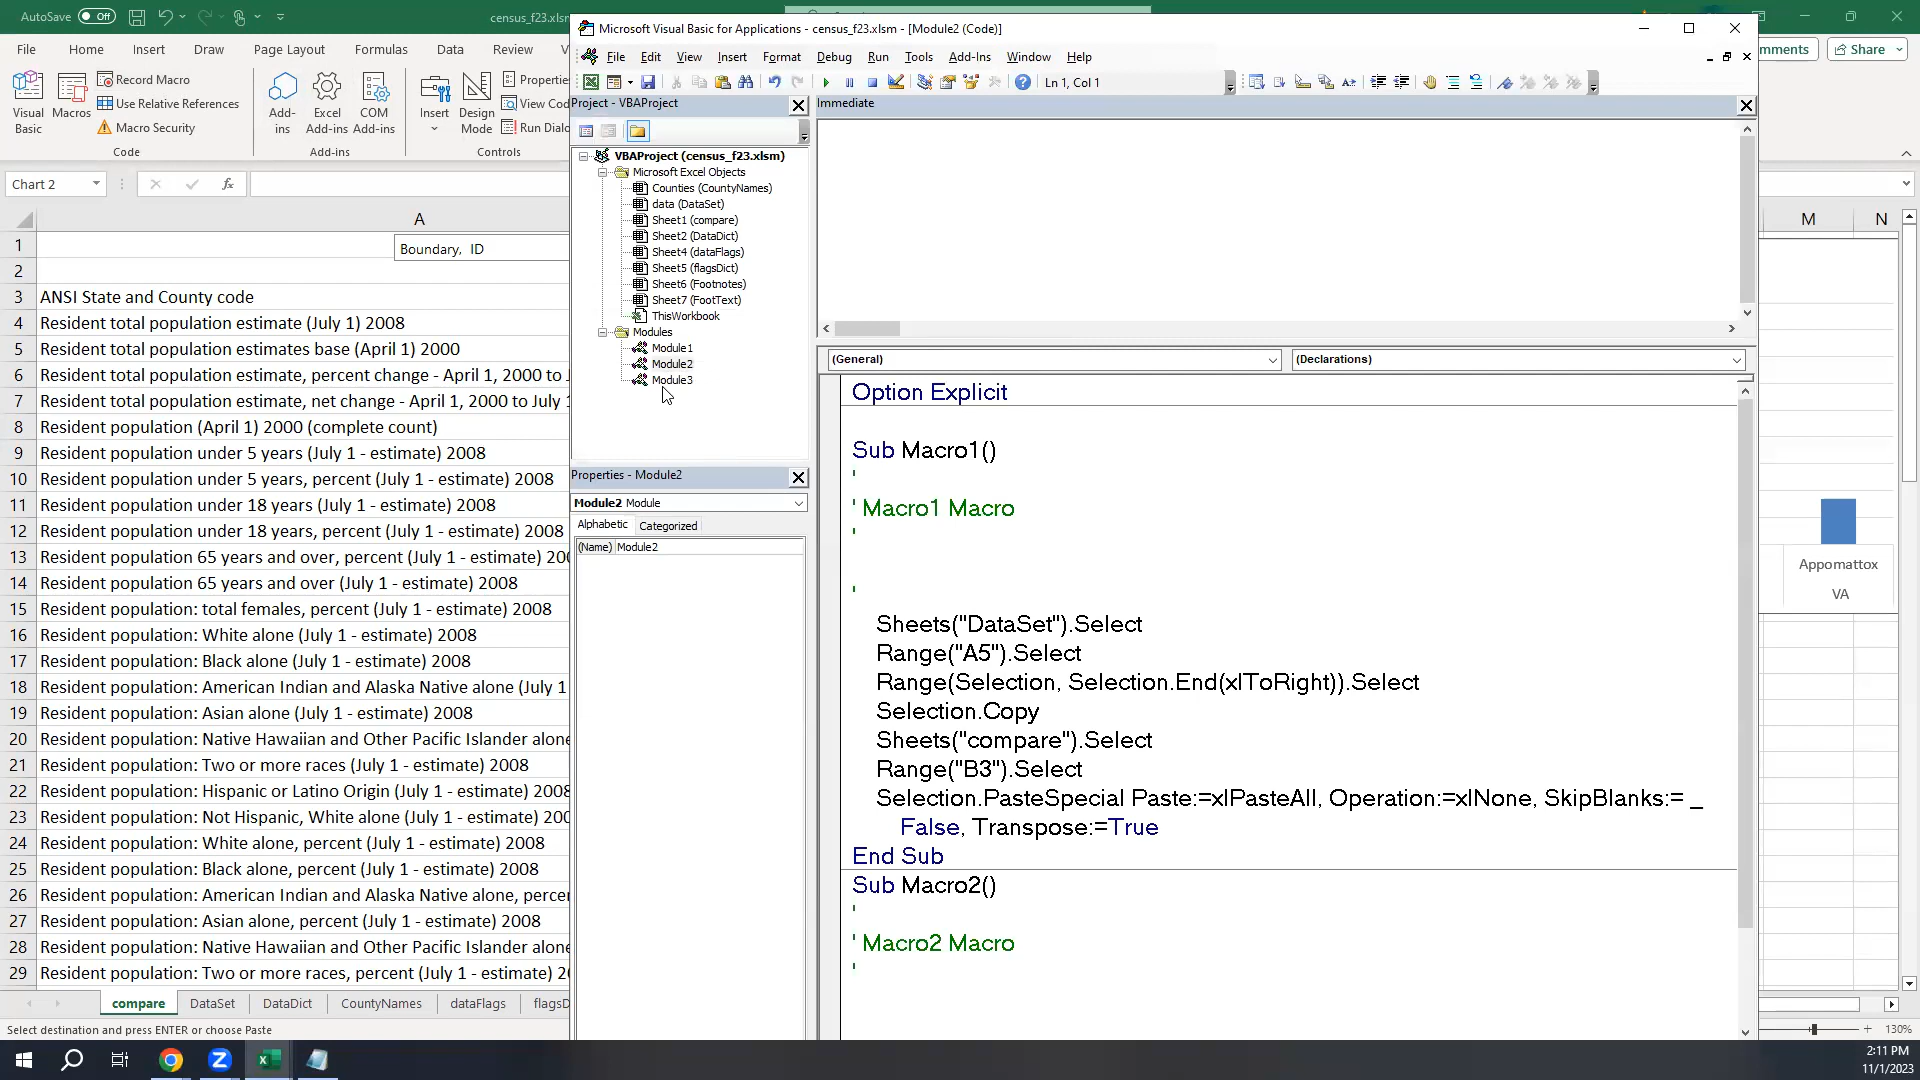 AutoSave Off
census_f23.xlsm
File Home Insert Draw Page Layout Formulas Data Review
Comments Share
Visual Basic
Macros
Record Macro
Use Relative References
Macro Security
Code
Add-ins
Excel Add-ins
COM Add-ins
Add-ins
Insert
Design Mode
Properties
View Code
Run Dialog
Controls
Chart 2
fx
A
M N
1
Boundary, ID
2
3 ANSI State and County code
4 Resident total population estimate (July 1) 2008
5 Resident total population estimates base (April 1) 2000
6 Resident total population estimate, percent change - April 1, 2000 to J
7 Resident total population estimate, net change - April 1, 2000 to July 1
8 Resident population (April 1) 2000 (complete count)
9 Resident population under 5 years (July 1 - estimate) 2008
10 Resident population under 5 years, percent (July 1 - estimate) 2008
11 Resident population under 18 years (July 1 - estimate) 2008
12 Resident population under 18 years, percent (July 1 - estimate) 2008
13 Resident population 65 years and over, percent (July 1 - estimate) 200
14 Resident population 65 years and over (July 1 - estimate) 2008
15 Resident population: total females, percent (July 1 - estimate) 2008
16 Resident population: White alone (July 1 - estimate) 2008
17 Resident population: Black alone (July 1 - estimate) 2008
18 Resident population: American Indian and Alaska Native alone (July 1
19 Resident population: Asian alone (July 1 - estimate) 2008
20 Resident population: Native Hawaiian and Other Pacific Islander alone
21 Resident population: Two or more races (July 1 - estimate) 2008
22 Resident population: Hispanic or Latino Origin (July 1 - estimate) 2008
23 Resident population: Not Hispanic, White alone (July 1 - estimate) 200
24 White alone, percent (July 1 - estimate) 2008
25 Black alone, percent (July 1 - estimate) 2008
26 Resident population: American Indian and Alaska Native alone, percen
27 Resident population: Asian alone, percent (July 1 - estimate) 2008
28 Resident population: Native Hawaiian and Other Pacific Islander alone
29 Resident population: Two or more races, percent (July 1 - estimate) 2
compare DataSet DataDict CountyNames dataFlags flagsD
Select destination and press ENTER or choose Paste
130%
Appomattox
VA
2:11 PM
11/1/2023
Microsoft Visual Basic for Applications - census_f23.xlsm - [Module2 (Code)]
File Edit View Insert Format Debug Run Tools Add-Ins Window Help
Ln 1, Col 1
Project - VBAProject
VBAProject (census_f23.xlsm)
Microsoft Excel Objects
Counties (CountyNames)
data (DataSet)
Sheet1 (compare)
Sheet2 (DataDict)
Sheet4 (dataFlags)
Sheet5 (flagsDict)
Sheet6 (Footnotes)
Sheet7 (FootText)
ThisWorkbook
Modules
Module1
Module2
Module3
Properties - Module2
Module2 Module
Alphabetic Categorized
(Name) Module2
Immediate
(General) (Declarations)
Option Explicit
Sub Macro1()
'
' Macro1 Macro
'
'
Sheets("DataSet").Select
Range("A5").Select
Range(Selection, Selection.End(xlToRight)).Select
Selection.Copy
Sheets("compare").Select
Range("B3").Select
Selection.PasteSpecial Paste:=xlPasteAll, Operation:=xlNone, SkipBlanks:= _
False, Transpose:=True
End Sub
Sub Macro2()
'
' Macro2 Macro
'